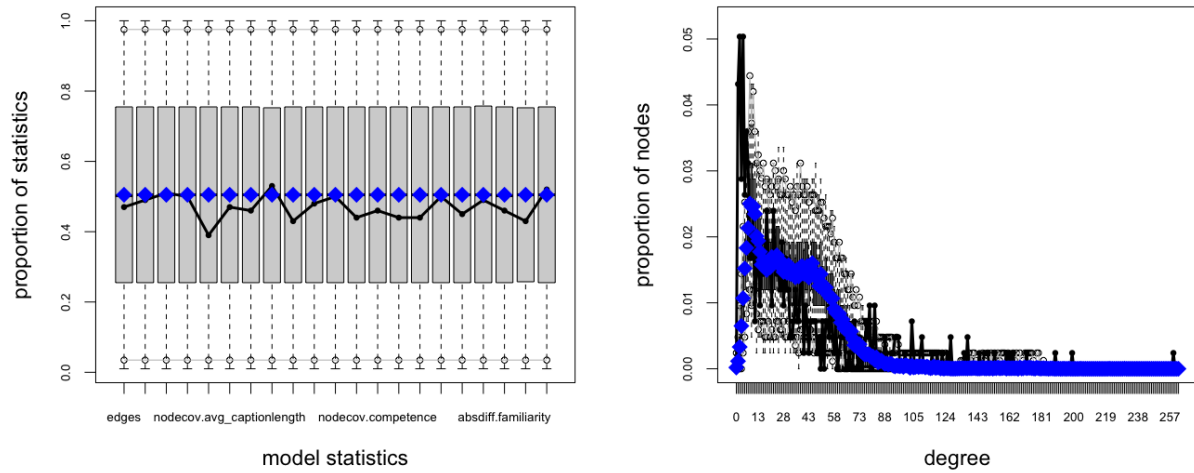 proportion of statistics
1.0
0.8
0.6
0.4
0.2
0.0
edges nodecov.avg_captionlength nodecov.competence absdiff.familiarity
model statistics
proportion of nodes
0.05
0.04
0.03
0.02
0.01
0.00
0 13 28 43 58 73 88 105 124 143 162 181 200 219 238 257
degree